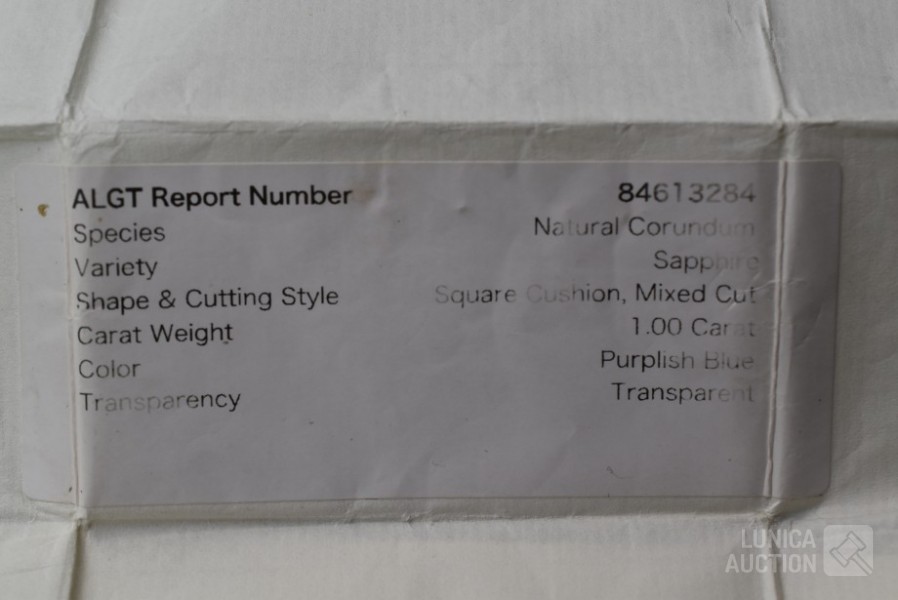 ALGT Report Number 84613284
Species Natural Corundum
Variety Sapphire
Shape & Cutting Style Square Cushion, Mixed Cut
Carat Weight 1.00 Carat
Color Purplish Blue
Transparency Transparent
LUNICA
AUCTION